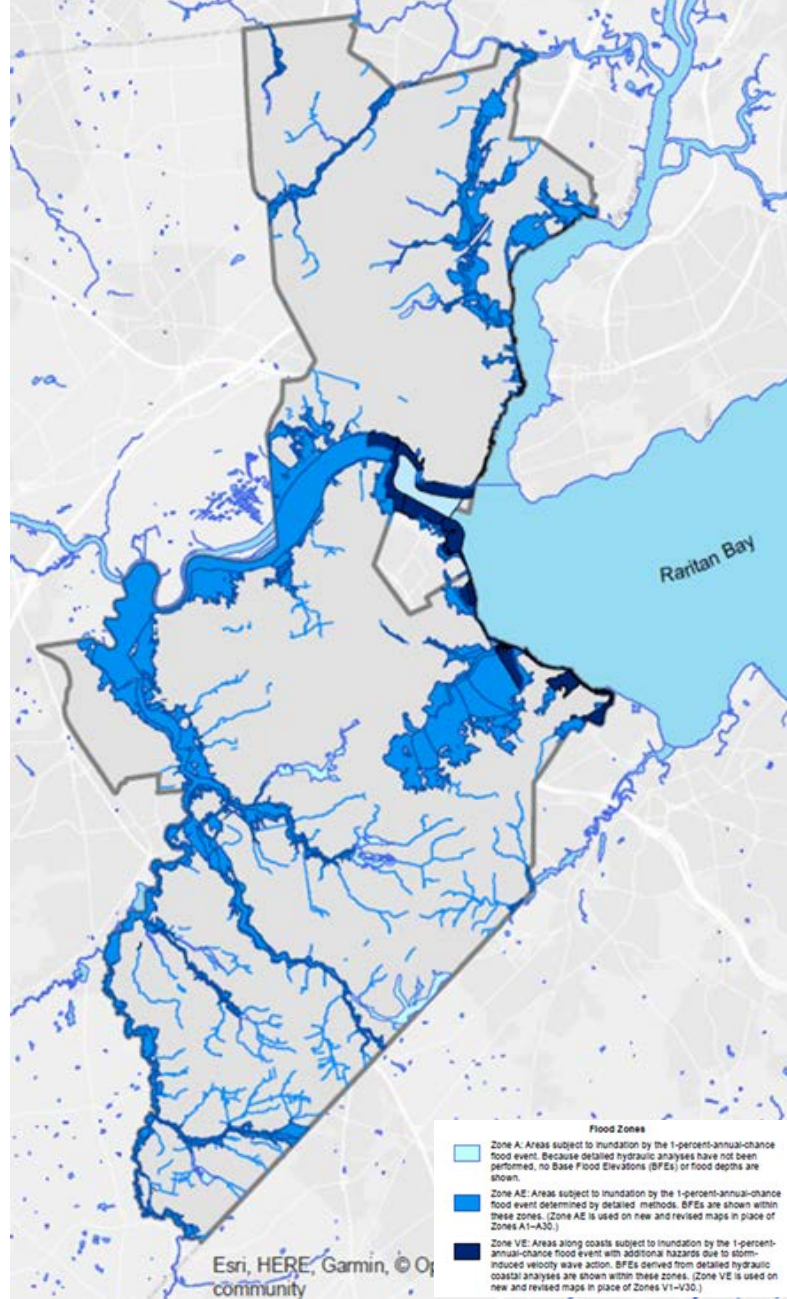 Raritan Bay
Flood Zones
Zone A: Areas subject to inundation by the 1-percent-annual-chance
flood event. Because detailed hydraulic analyses have not been
performed, no Base Flood Elevations (BFEs) or flood depths are
shown.
Zone AE: Areas subject to inundation by the 1-percent-annual-chance
flood event determined by detailed methods. BFEs are shown within
these zones. (Zone AE is used on new and revised maps in place of
Zones A1–A30.)
Zone VE: Areas along coasts subject to inundation by the 1-percent-
annual-chance flood event with additional hazards due to storm-
induced velocity wave action. BFEs derived from detailed hydraulic
coastal analyses are shown within these zones. (Zone VE is used on
new and revised maps in place of Zones V1–V30.)
Esri, HERE, Garmin, © Op
community